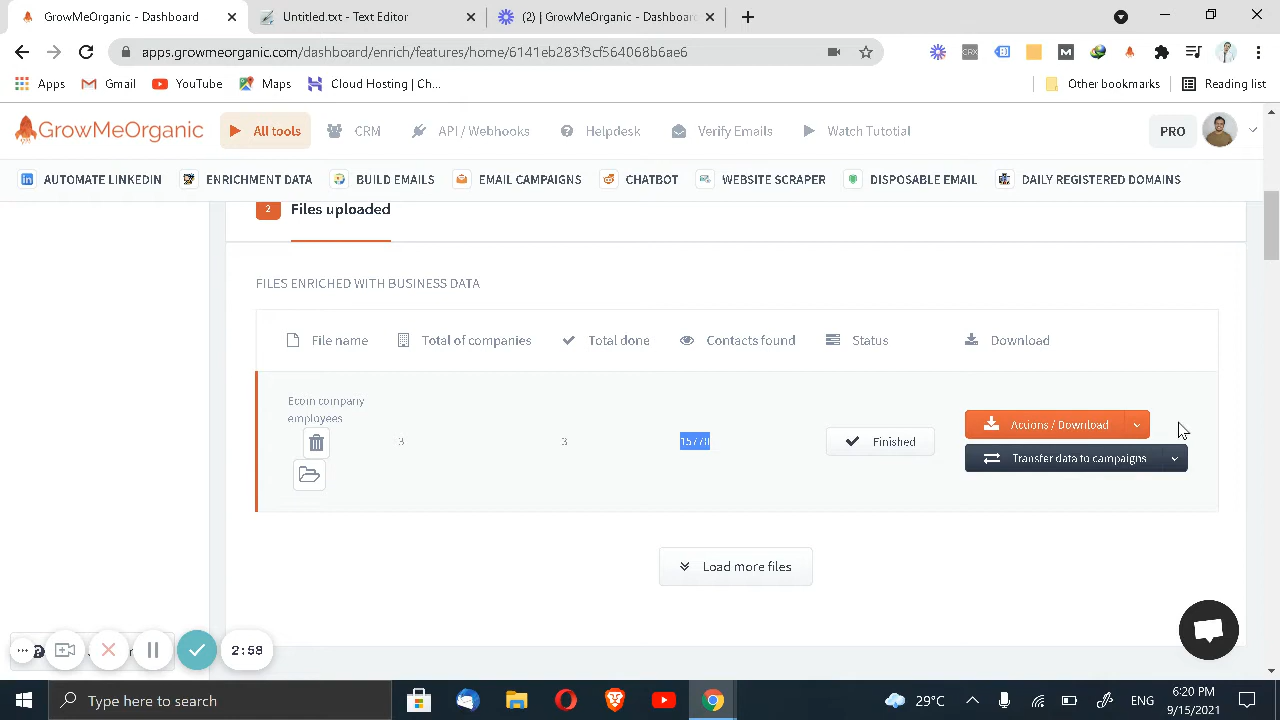 GrowMeOrganic - Dashboard
Untitled.txt - Text Editor
(2) | GrowMeOrganic - Dashboard
apps.growmeorganic.com/dashboard/enrich/features/home/6141eb283f3cf564068b6ae6
CRX
M
Apps
Gmail
YouTube
Maps
Cloud Hosting | Ch...
Other bookmarks
Reading list
GrowMeOrganic
All tools
CRM
API / Webhooks
Helpdesk
Verify Emails
Watch Tutotial
PRO
AUTOMATE LINKEDIN
ENRICHMENT DATA
BUILD EMAILS
EMAIL CAMPAIGNS
CHATBOT
WEBSITE SCRAPER
DISPOSABLE EMAIL
DAILY REGISTERED DOMAINS
2 Files uploaded
FILES ENRICHED WITH BUSINESS DATA
File name
Total of companies
Total done
Contacts found
Status
Download
Ecom company
employees
3
3
15770
Finished
Actions / Download
Transfer data to campaigns
Load more files
2:58
Type here to search
29°C
ENG
6:20 PM
9/15/2021